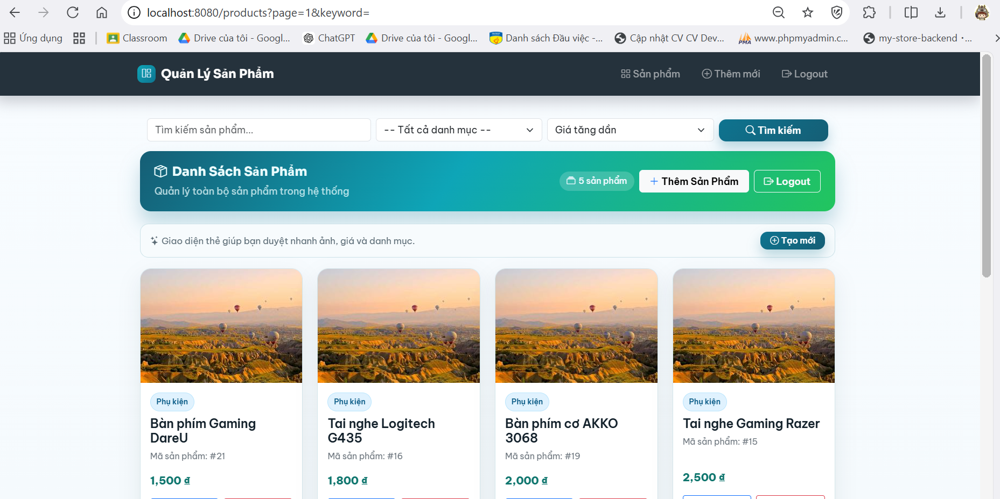 localhost:8080/products?page=1&keyword=
Ứng dụng
Classroom
Drive của tôi - Googl...
ChatGPT
Drive của tôi - Googl...
Danh sách Đầu việc -...
Cập nhật CV CV Dev...
www.phpmyadmin.c...
my-store-backend · ...
Quản Lý Sản Phẩm
Sản phẩm
Thêm mới
Logout
Tìm kiếm sản phẩm...
-- Tất cả danh mục --
Giá tăng dần
Tìm kiếm
Danh Sách Sản Phẩm
Quản lý toàn bộ sản phẩm trong hệ thống
5 sản phẩm
Thêm Sản Phẩm
Logout
Giao diện thẻ giúp bạn duyệt nhanh ảnh, giá và danh mục.
Tạo mới
Phụ kiện
Bàn phím Gaming
DareU
Mã sản phẩm: #21
1,500 ₫
Phụ kiện
Tai nghe Logitech
G435
Mã sản phẩm: #16
1,800 ₫
Phụ kiện
Bàn phím cơ AKKO
3068
Mã sản phẩm: #19
2,000 ₫
Phụ kiện
Tai nghe Gaming Razer
Mã sản phẩm: #15
2,500 ₫